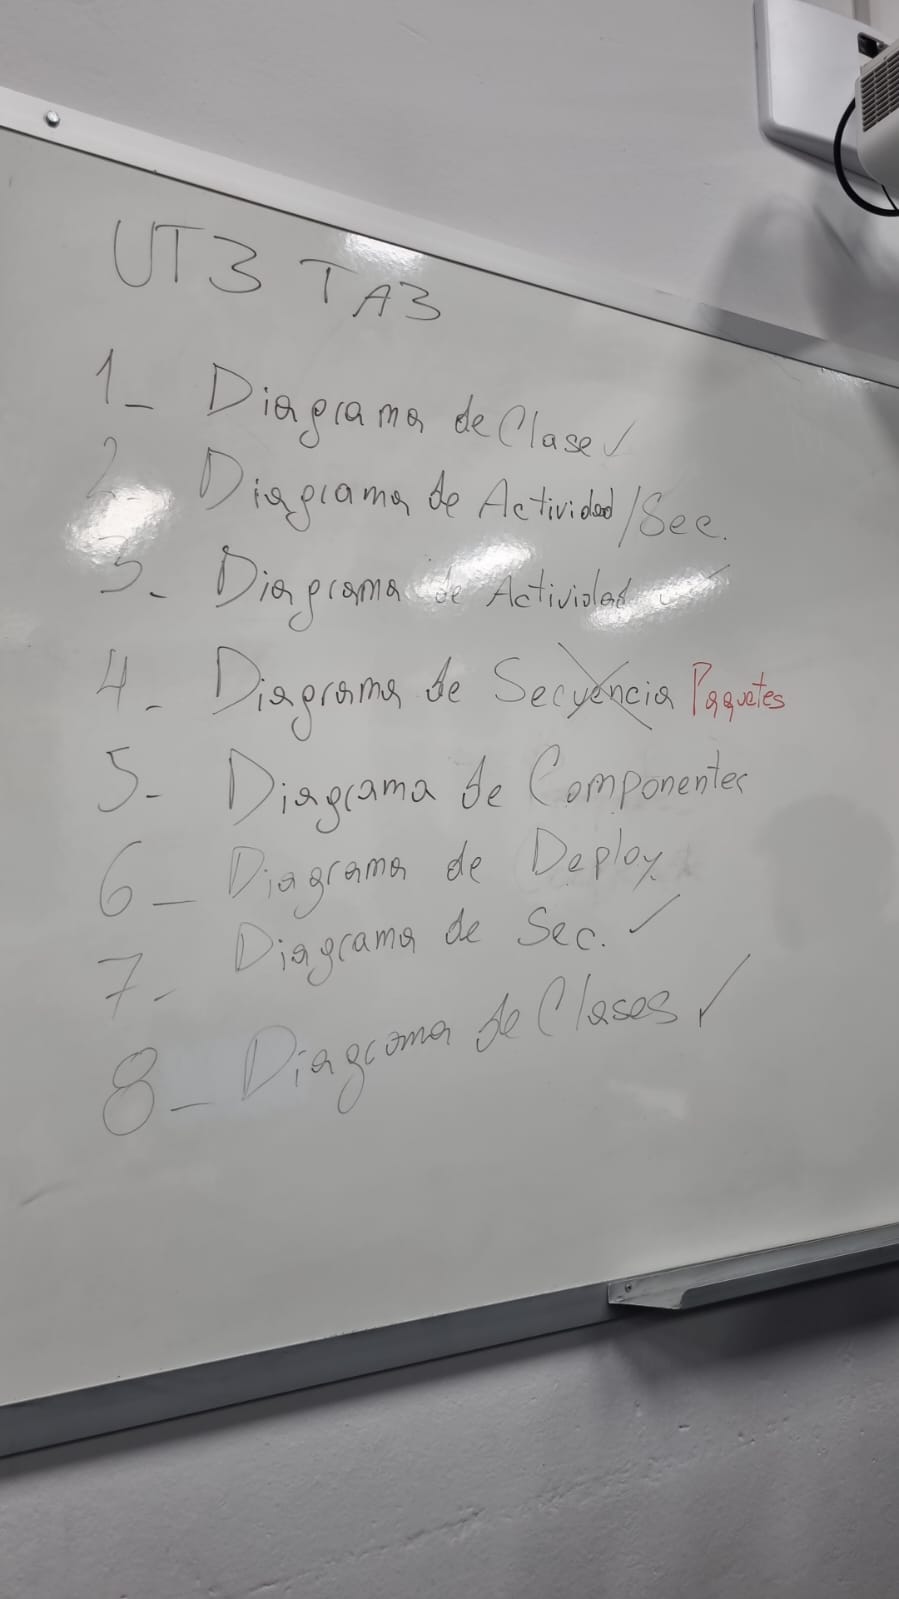 UT3 TA3
1_ Diagrama de Clase ✓
2_ Diagrama de Actividad/Sec.
3_ Diagrama de Actividad ✓
4_ Diagrama de Secuencia Paquetes
5_ Diagrama de Componentes
6_ Diagrama de Deploy.
7_ Diagrama de Sec. ✓
8_ Diagrama de Clases ✓